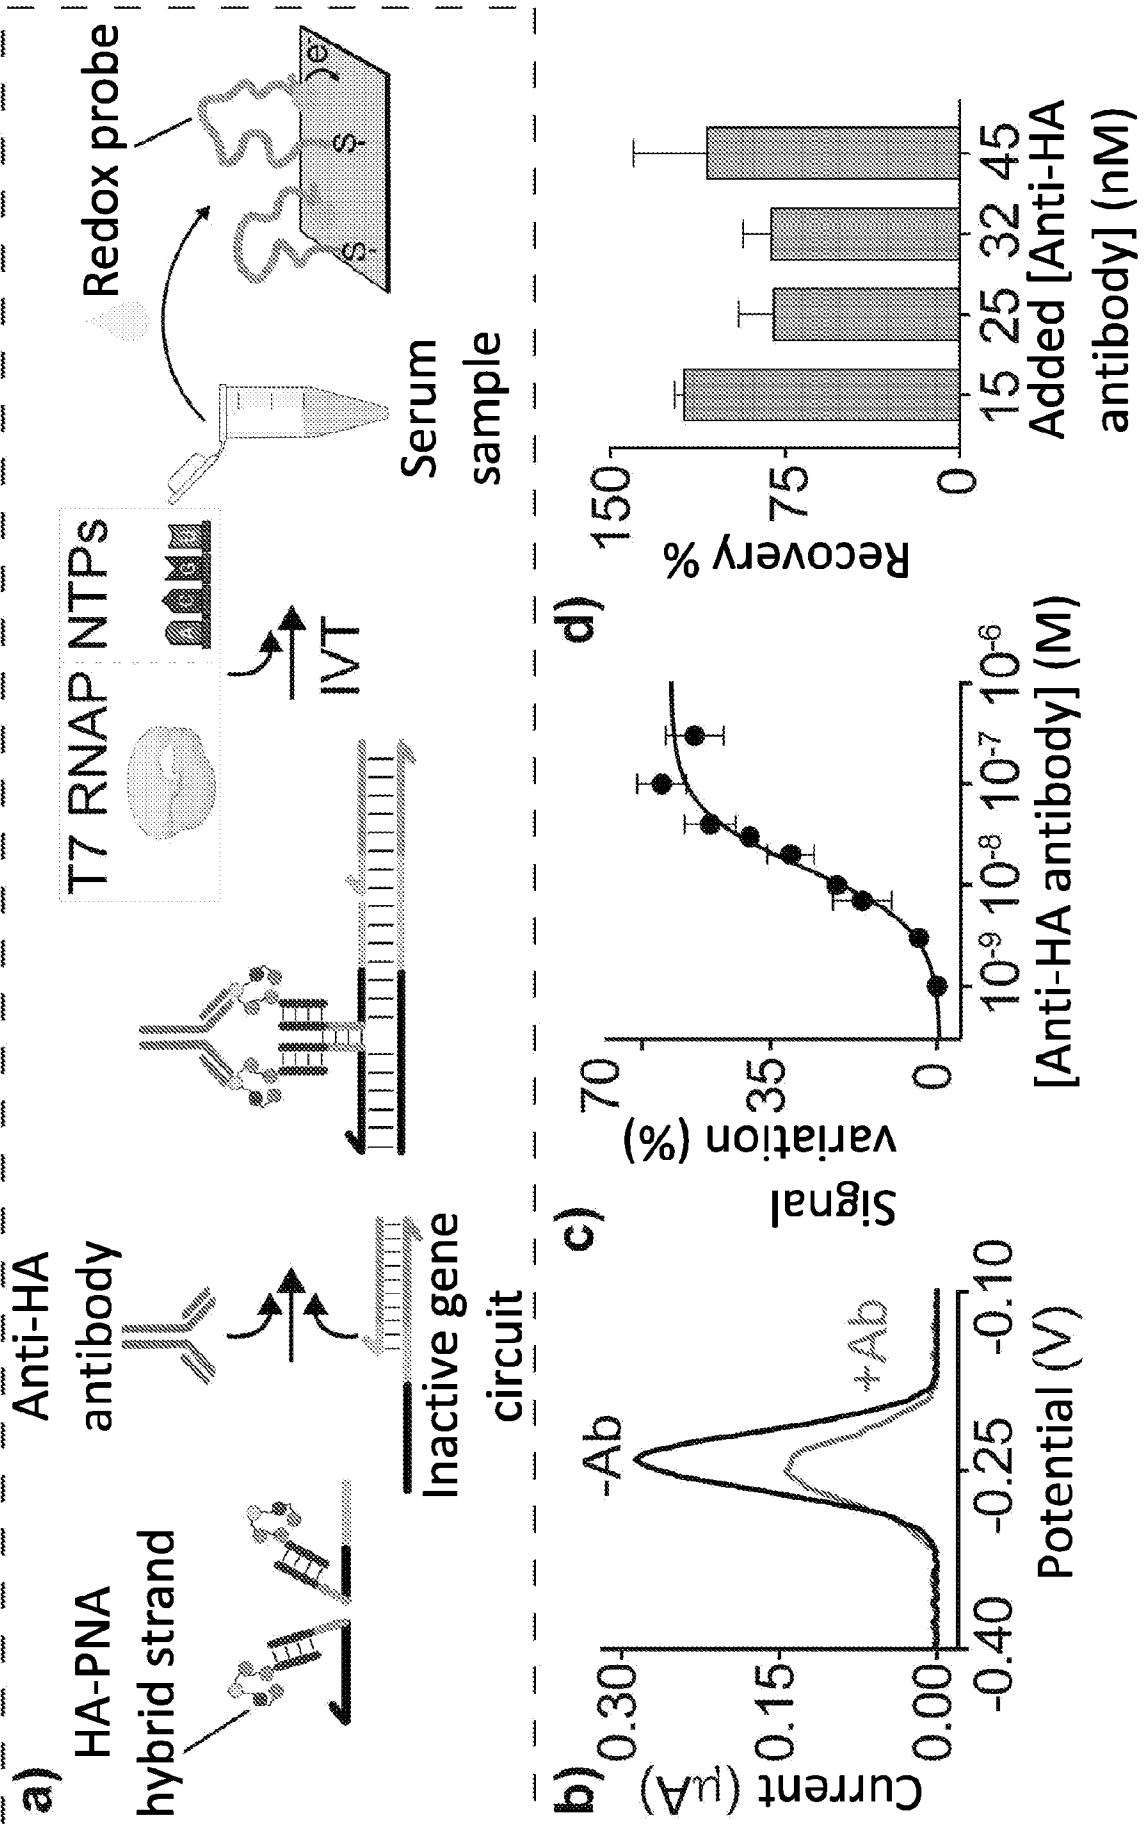 a)
HA-PNA
hybrid strand
Anti-HA
antibody
Inactive gene
circuit
T7 RNAP NTPs
A C G U
IVT
Serum
sample
Redox probe
S-
S-
e-
b)
Current (μA)
0.30
0.15
0.00
-Ab
+Ab
-0.40
-0.25
-0.10
Potential (V)
c)
Signal
variation (%)
70
35
0
10-9
10-8
10-7
10-6
[Anti-HA antibody] (M)
d)
Recovery %
150
75
0
15
25
32
45
Added [Anti-HA
antibody] (nM)